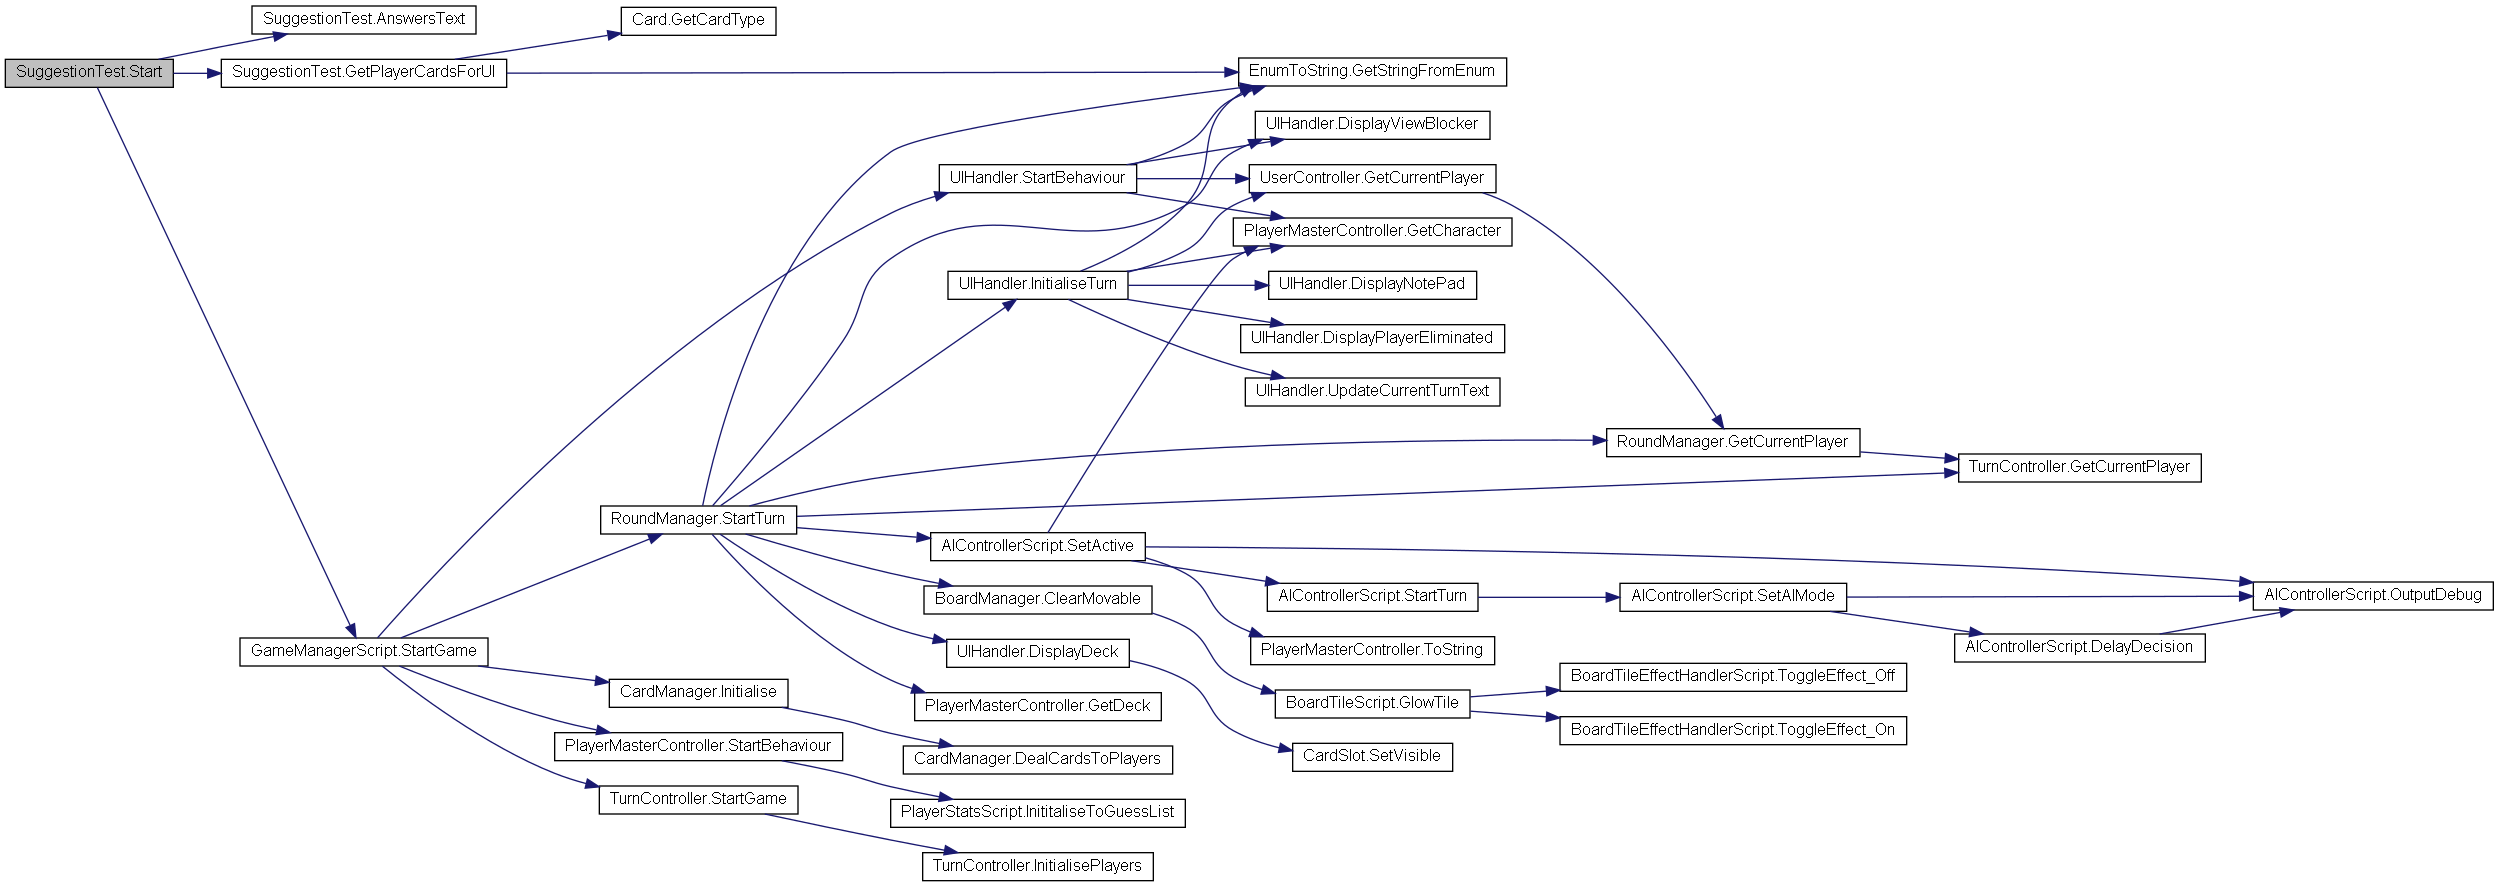 SuggestionTest.AnswersText
Card.GetCardType
SuggestionTest.Start
SuggestionTest.GetPlayerCardsForUI
EnumToString.GetStringFromEnum
UIHandler.DisplayViewBlocker
UIHandler.StartBehaviour
UserController.GetCurrentPlayer
PlayerMasterController.GetCharacter
UIHandler.InitialiseTurn
UIHandler.DisplayNotePad
UIHandler.DisplayPlayerEliminated
UIHandler.UpdateCurrentTurnText
RoundManager.GetCurrentPlayer
TurnController.GetCurrentPlayer
RoundManager.StartTurn
AIControllerScript.SetActive
BoardManager.ClearMovable
AIControllerScript.StartTurn
AIControllerScript.SetAIMode
AIControllerScript.OutputDebug
GameManagerScript.StartGame
UIHandler.DisplayDeck
PlayerMasterController.ToString
AIControllerScript.DelayDecision
CardManager.Initialise
PlayerMasterController.GetDeck
BoardTileScript.GlowTile
BoardTileEffectHandlerScript.ToggleEffect_Off
BoardTileEffectHandlerScript.ToggleEffect_On
PlayerMasterController.StartBehaviour
CardManager.DealCardsToPlayers
CardSlot.SetVisible
TurnController.StartGame
PlayerStatsScript.InititaliseToGuessList
TurnController.InitialisePlayers